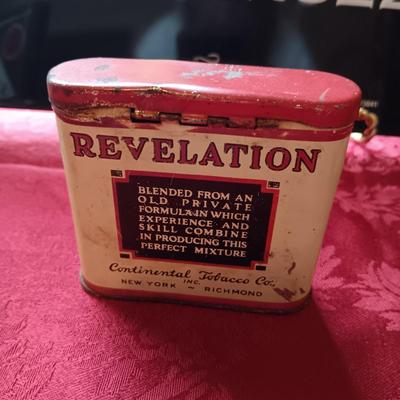 REVELATION
BLENDED FROM AN
OLD PRIVATE
FORMULA IN WHICH
EXPERIENCE AND
SKILL COMBINE
IN PRODUCING THIS
PERFECT MIXTURE
Continental Tobacco Co.,
INC.
NEW YORK ~ RICHMOND